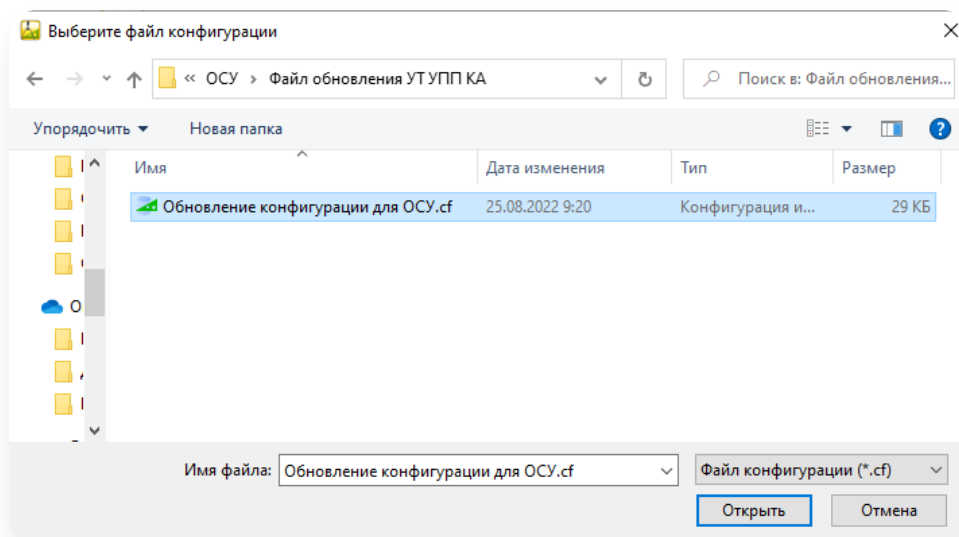 Выберите файл конфигурации
« ОСУ › Файл обновления УТ УПП КА
Поиск в: Файл обновления...
Упорядочить Новая папка
Имя Дата изменения Тип Размер
Обновление конфигурации для ОСУ.cf 25.08.2022 9:20 Конфигурация и... 29 КБ
Имя файла: Обновление конфигурации для ОСУ.cf Файл конфигурации (*.cf)
Открыть Отмена